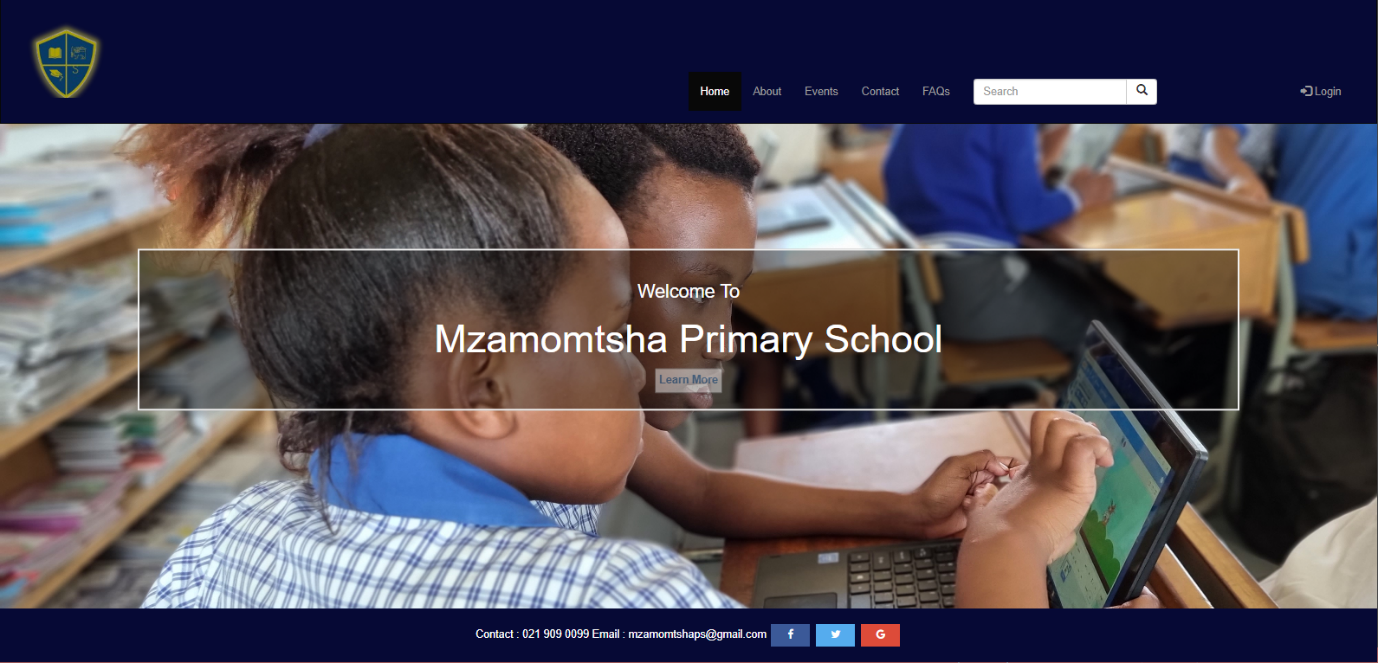 Home About Events Contact FAQs Search Login
Welcome To
Mzamomtsha Primary School
Learn More
Contact : 021 909 0099 Email : mzamomtshaps@gmail.com f G